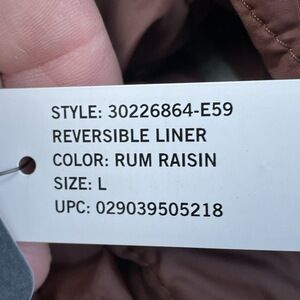 STYLE: 30226864-E59
REVERSIBLE LINER
COLOR: RUM RAISIN
SIZE: L
UPC: 029039505218